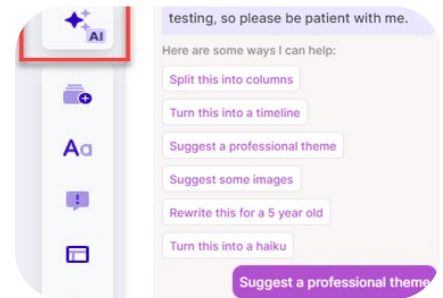 AI
Aa
testing, so please be patient with me.
Here are some ways I can help:
Split this into columns
Turn this into a timeline
Suggest a professional theme
Suggest some images
Rewrite this for a 5 year old
Turn this into a haiku
Suggest a professional theme